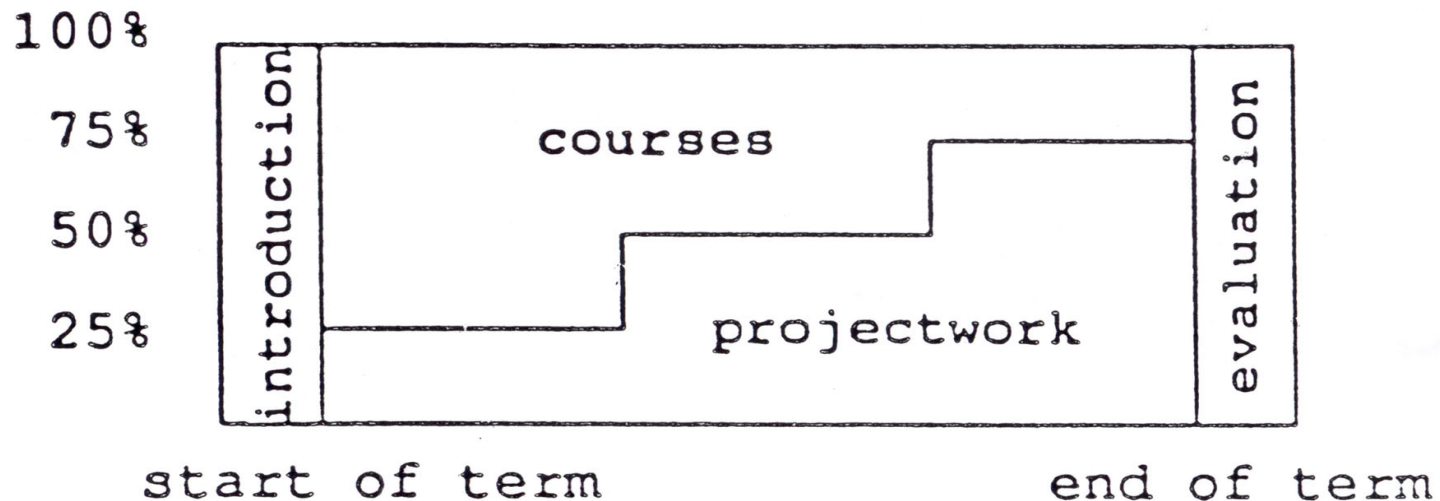 100%
75%
50%
25%
introduction
courses
projectwork
evaluation
start of term
end of term